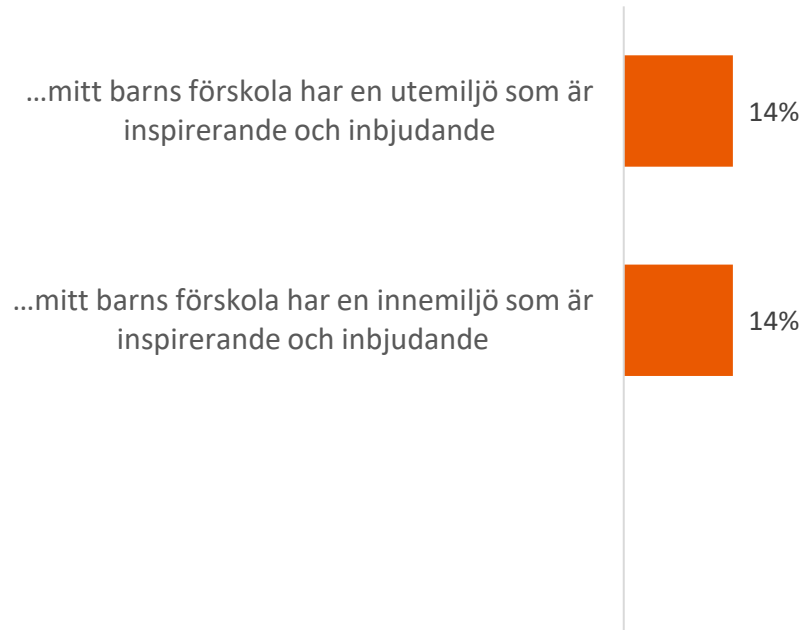 …mitt barns förskola har en utemiljö som är
inspirerande och inbjudande
14%
…mitt barns förskola har en innemiljö som är
inspirerande och inbjudande
14%